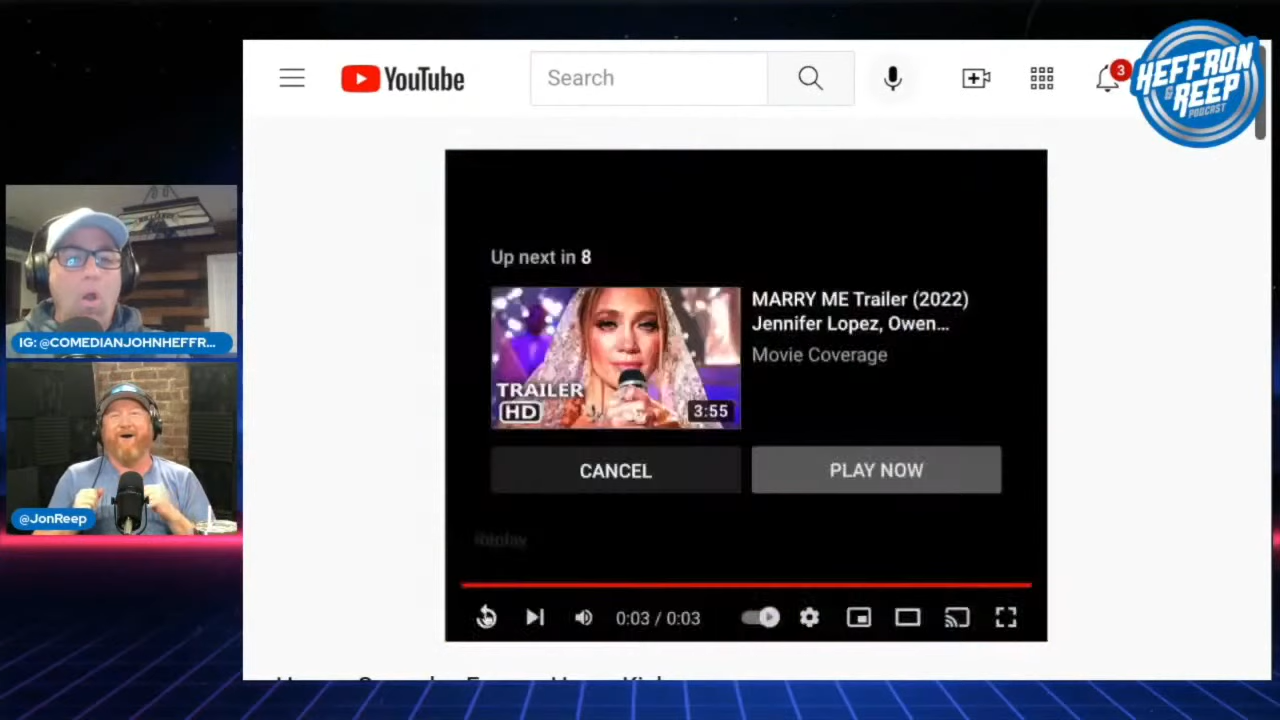 YouTube
Search
3
HEFFRON
& REEP
PODCAST
Up next in 8
MARRY ME Trailer (2022)
Jennifer Lopez, Owen...
Movie Coverage
TRAILER
HD
3:55
CANCEL
PLAY NOW
Replay
0:03 / 0:03
IG: @COMEDIANJOHNHEFFR...
@JonReep